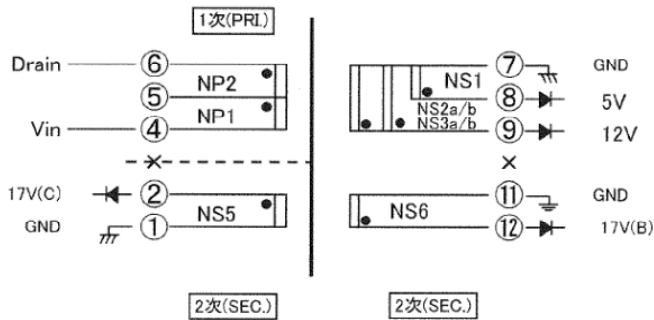 1次(PRI.)
Drain ⑥ NP2
⑤
Vin ④ NP1
17V(C) ② NS5
GND ①
2次(SEC.)
⑦ GND
NS1
⑧ 5V
NS2a/b
NS3a/b
⑨ 12V
⑪ GND
NS6
⑫ 17V(B)
2次(SEC.)